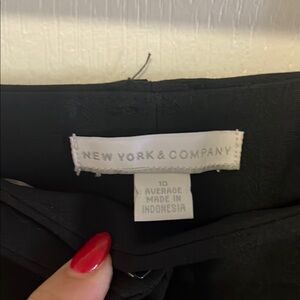 NEW YORK & COMPANY
10
AVERAGE
MADE IN
INDONESIA